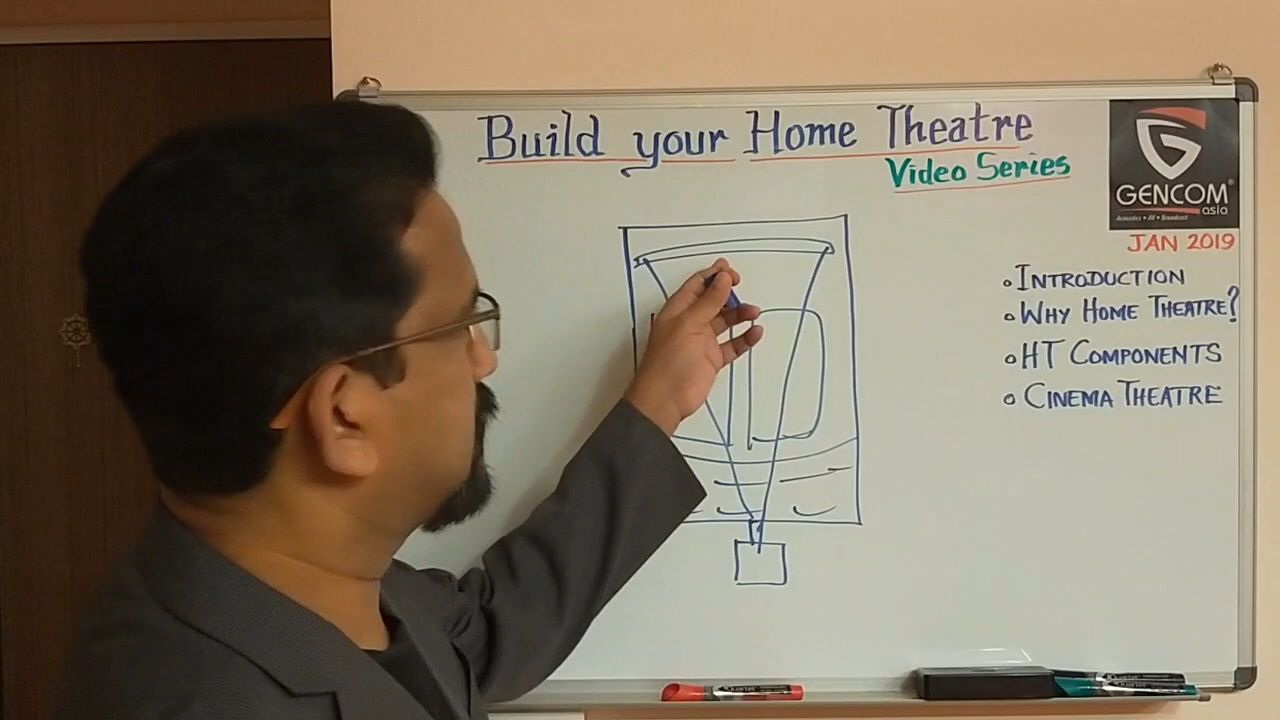 Build your Home Theatre
Video Series
GENCOM®
asia
Acoustics • AV • Broadcast
JAN 2019
INTRODUCTION
WHY HOME THEATRE?
HT COMPONENTS
CINEMA THEATRE